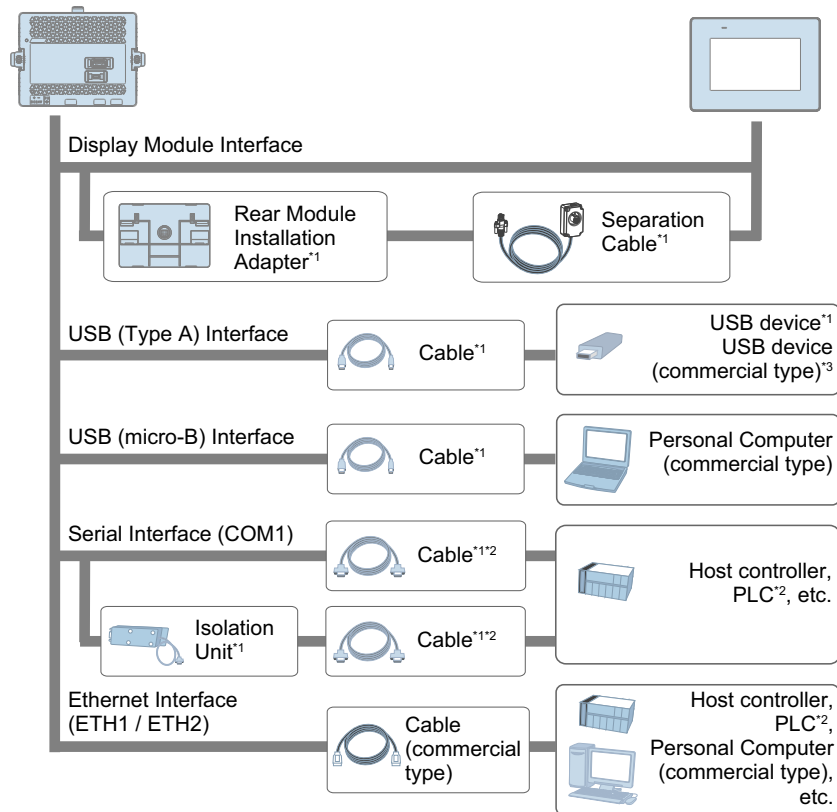 Display Module Interface
Rear Module
Installation
Adapter*1
Separation
Cable*1
USB (Type A) Interface
Cable*1
USB device*1
USB device
(commercial type)*3
USB (micro-B) Interface
Cable*1
Personal Computer
(commercial type)
Serial Interface (COM1)
Cable*1*2
Host controller,
PLC*2, etc.
Isolation
Unit*1
Cable*1*2
Ethernet Interface
(ETH1 / ETH2)
Cable
(commercial
type)
Host controller,
PLC*2,
Personal Computer
(commercial type),
etc.